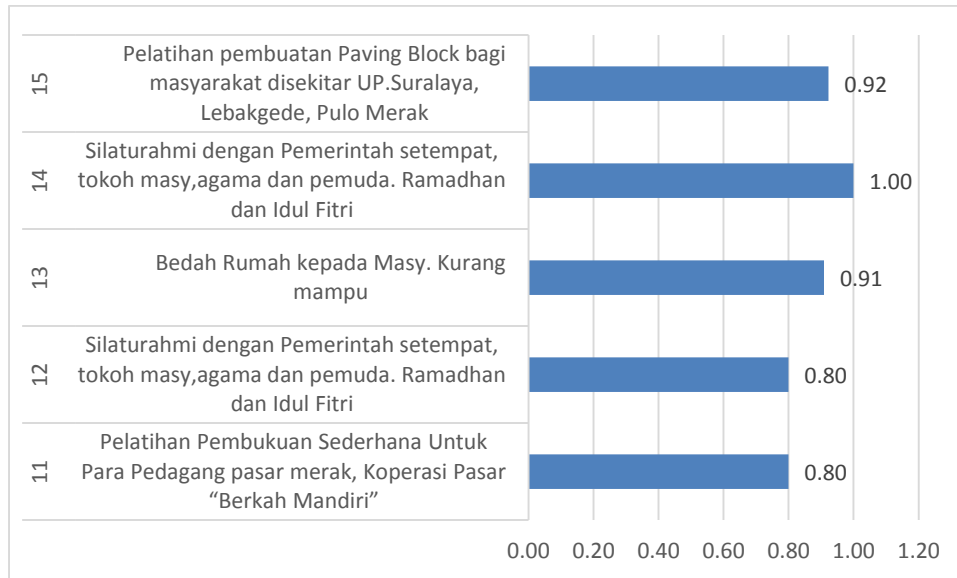 15
Pelatihan pembuatan Paving Block bagi
masyarakat disekitar UP.Suralaya,
Lebakgede, Pulo Merak
0.92
14
Silaturahmi dengan Pemerintah setempat,
tokoh masy,agama dan pemuda. Ramadhan
dan Idul Fitri
1.00
13
Bedah Rumah kepada Masy. Kurang
mampu
0.91
12
Silaturahmi dengan Pemerintah setempat,
tokoh masy,agama dan pemuda. Ramadhan
dan Idul Fitri
0.80
11
Pelatihan Pembukuan Sederhana Untuk
Para Pedagang pasar merak, Koperasi Pasar
“Berkah Mandiri”
0.80
0.00 0.20 0.40 0.60 0.80 1.00 1.20